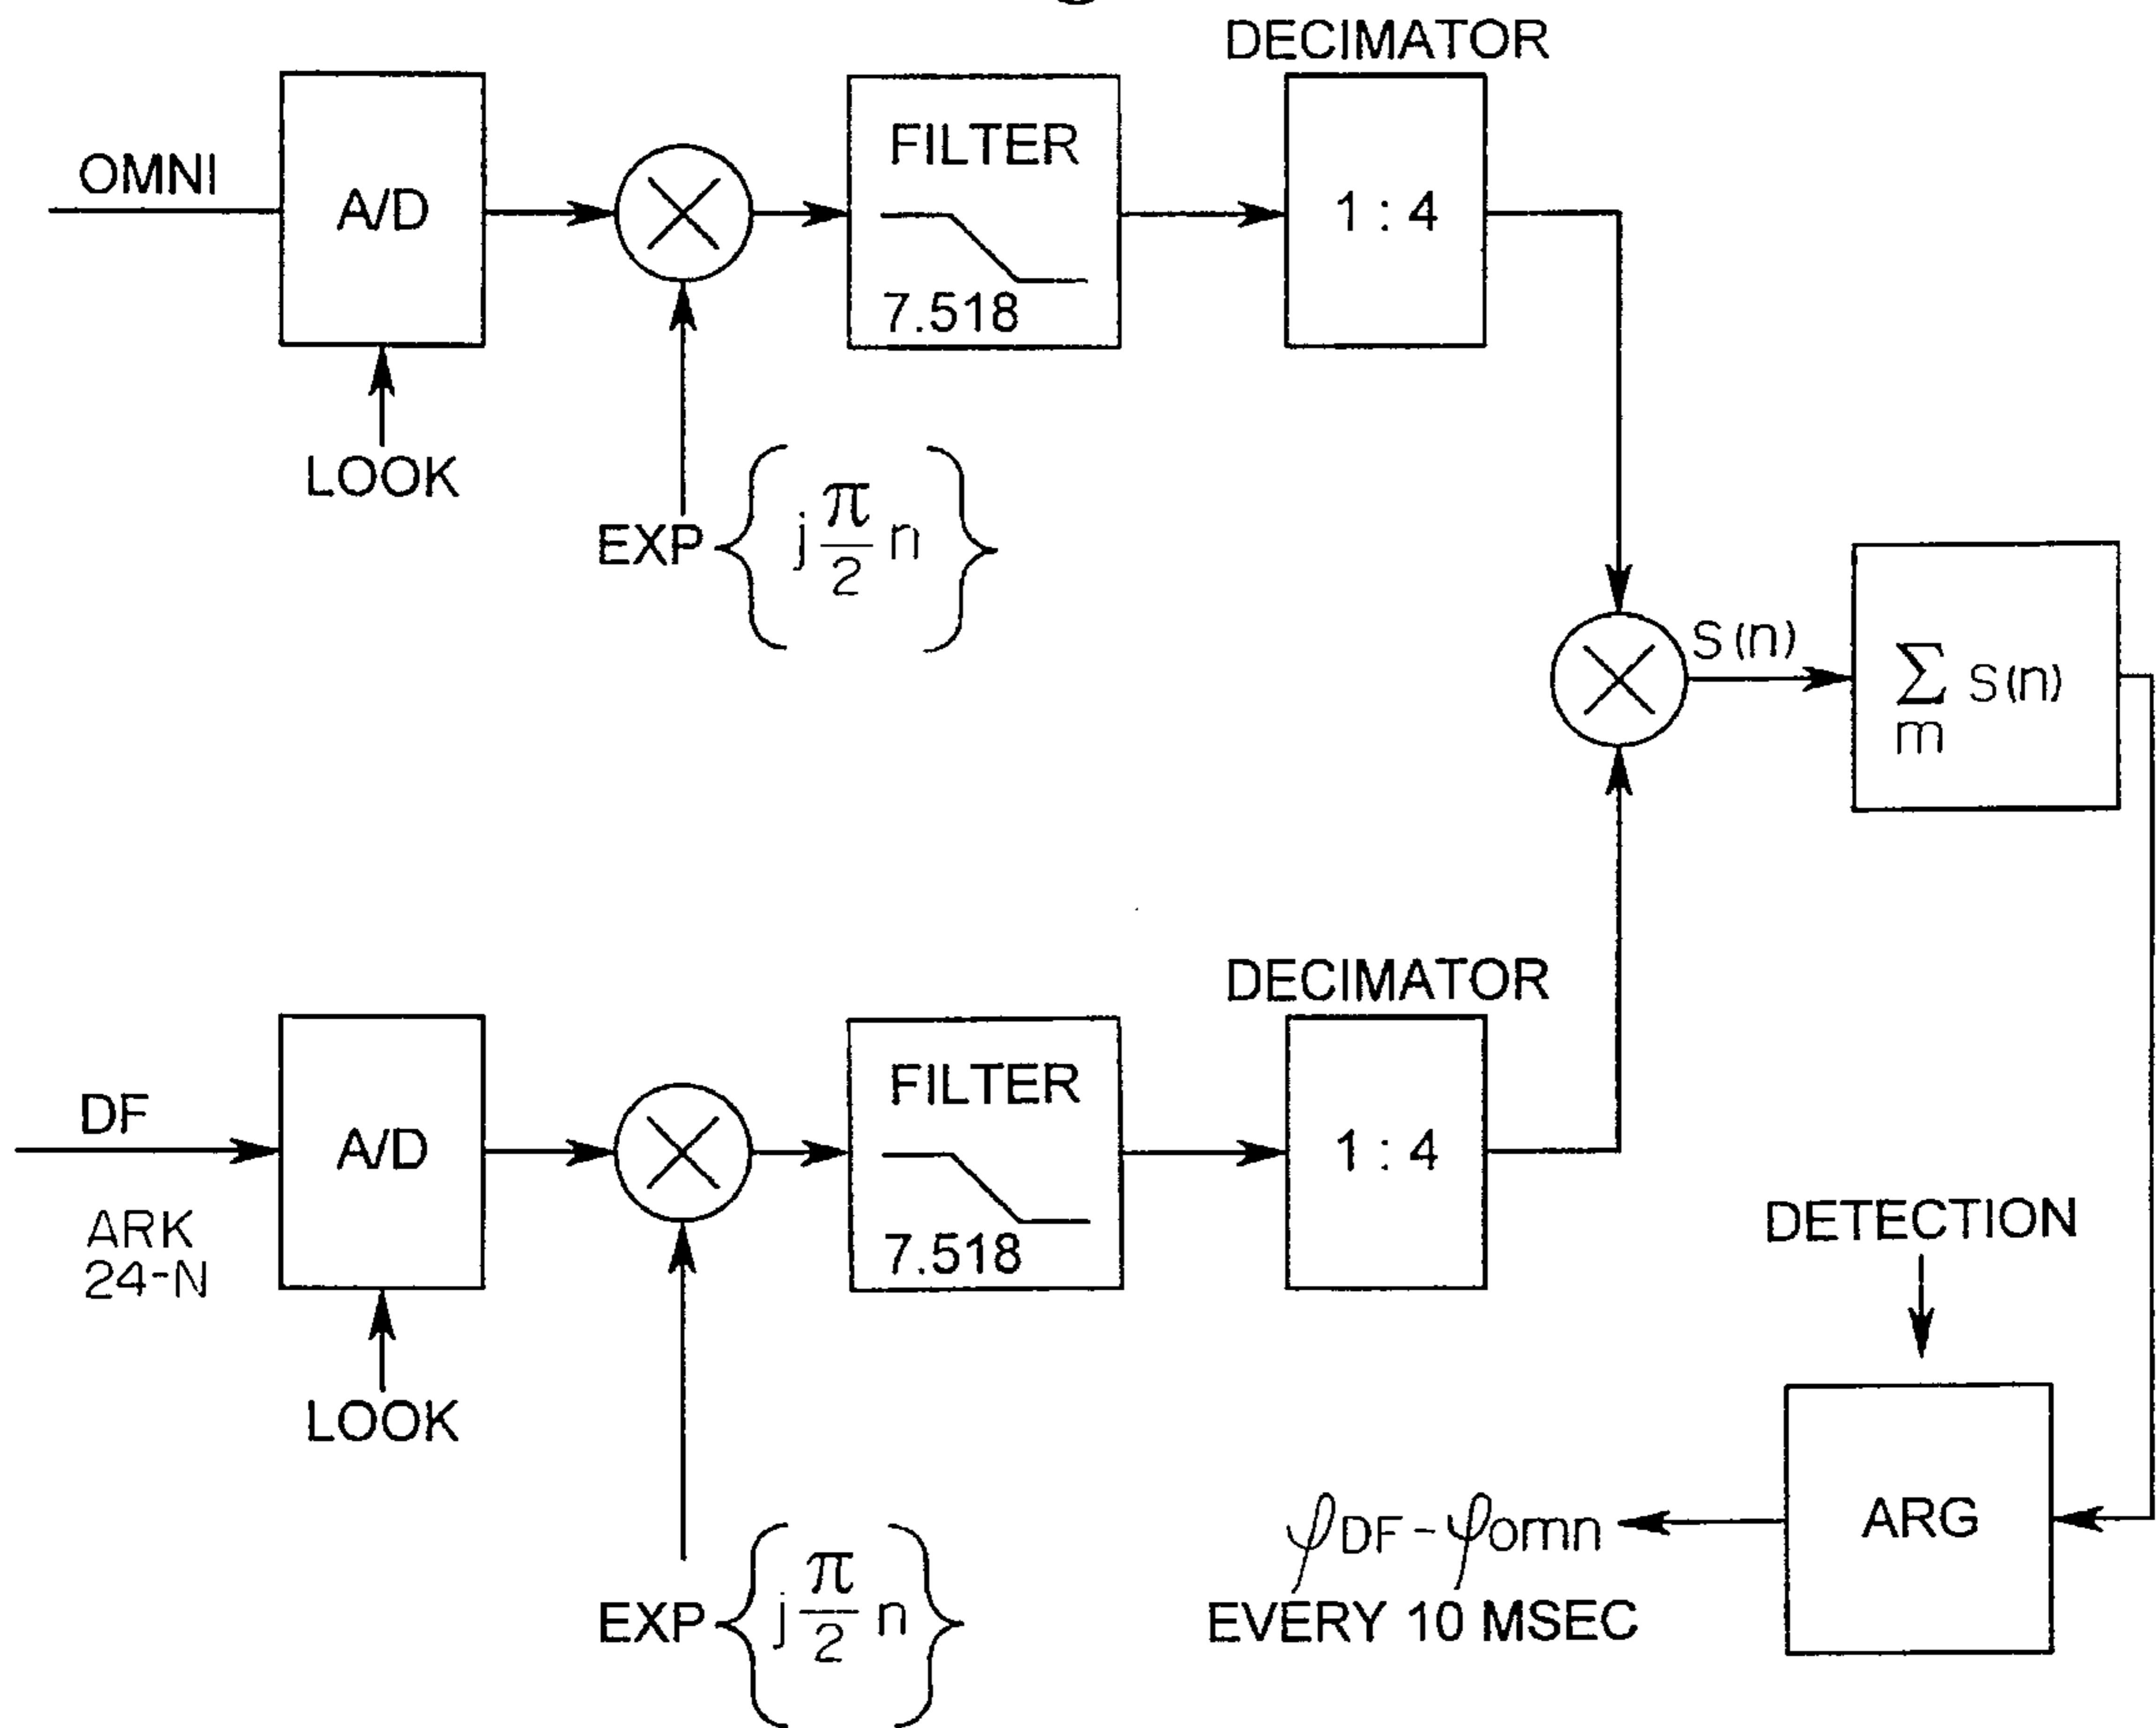 DECIMATOR
OMNI
A/D
FILTER
7.518
1 : 4
LOOK
EXP { j π/2 n }
S(n)
Σ S(n)
m
DECIMATOR
DF
ARK
24-N
A/D
FILTER
7.518
1 : 4
LOOK
EXP { j π/2 n }
DETECTION
ARG
φDF - φomn
EVERY 10 MSEC